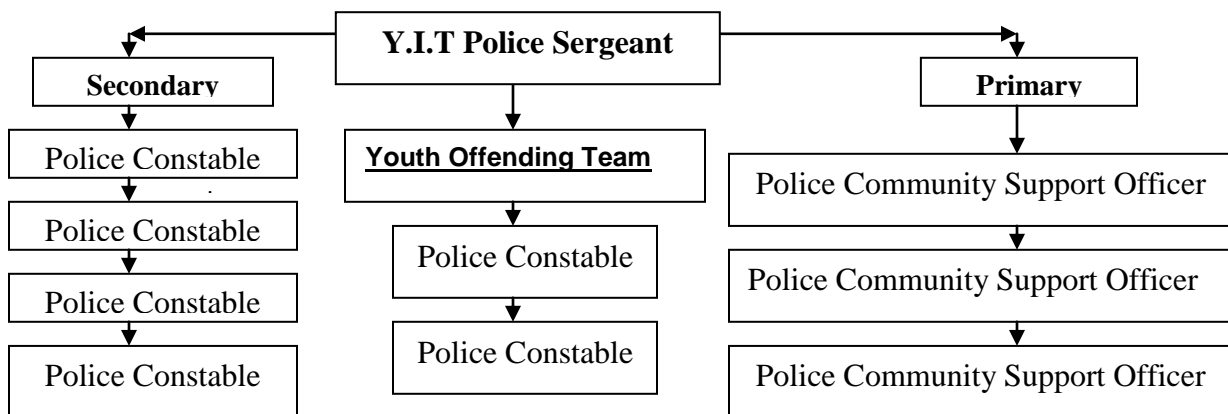 Y.I.T Police Sergeant
Secondary
Police Constable
Police Constable
Police Constable
Police Constable
Youth Offending Team
Police Constable
Police Constable
Primary
Police Community Support Officer
Police Community Support Officer
Police Community Support Officer